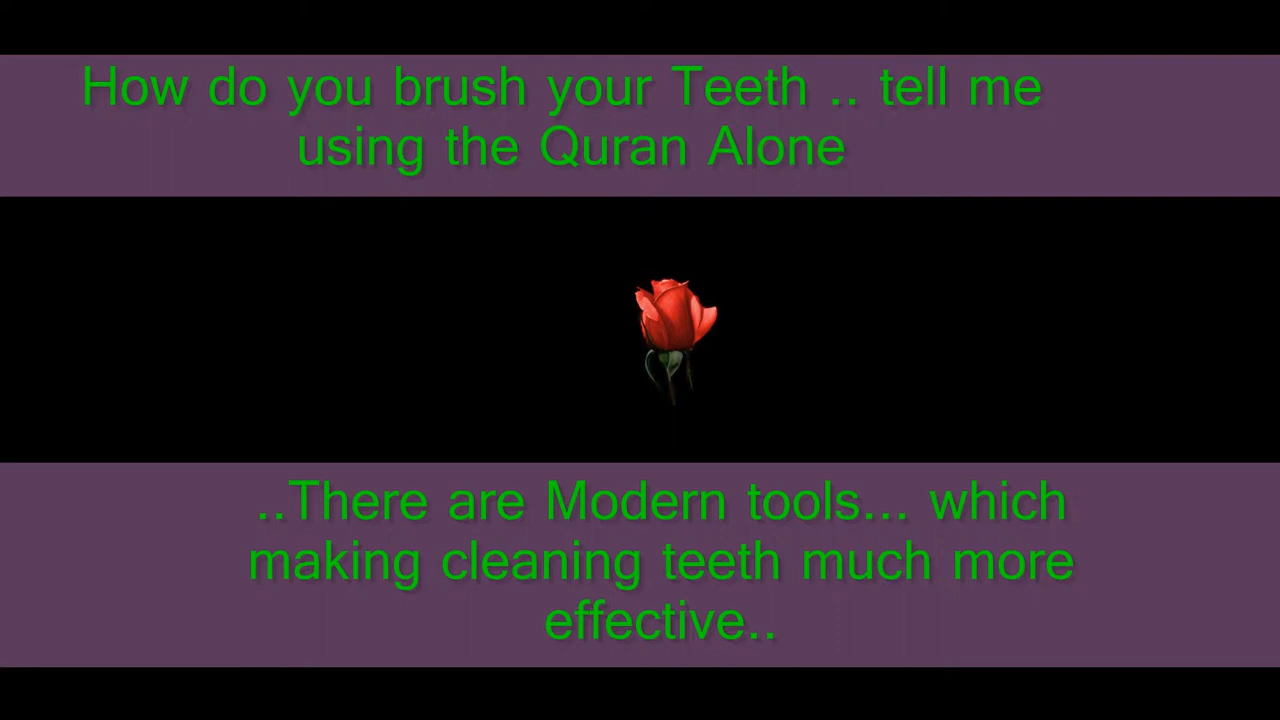 How do you brush your Teeth .. tell me
using the Quran Alone
..There are Modern tools... which
making cleaning teeth much more
effective..